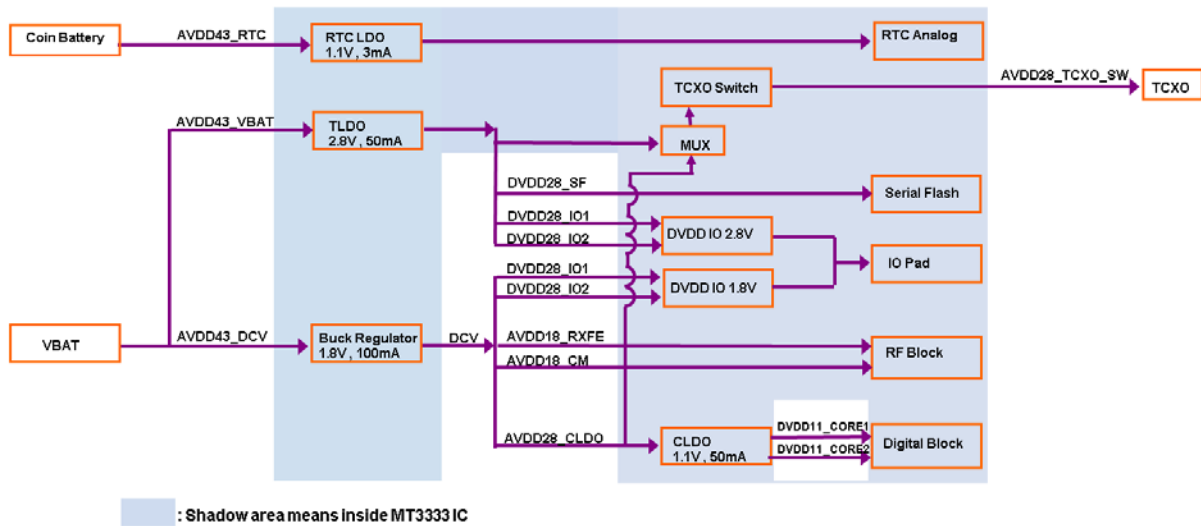 Coin Battery
AVDD43_RTC
RTC LDO
1.1V , 3mA
RTC Analog
TCXO Switch
AVDD28_TCXO_SW
TCXO
AVDD43_VBAT
TLDO
2.8V , 50mA
MUX
DVDD28_SF
Serial Flash
DVDD28_IO1
DVDD28_IO2
DVDD IO 2.8V
IO Pad
DVDD28_IO1
DVDD28_IO2
DVDD IO 1.8V
VBAT
AVDD43_DCV
Buck Regulator
1.8V , 100mA
DCV
AVDD18_RXFE
AVDD18_CM
RF Block
AVDD28_CLDO
CLDO
1.1V, 50mA
DVDD11_CORE1
DVDD11_CORE2
Digital Block
: Shadow area means inside MT3333 IC